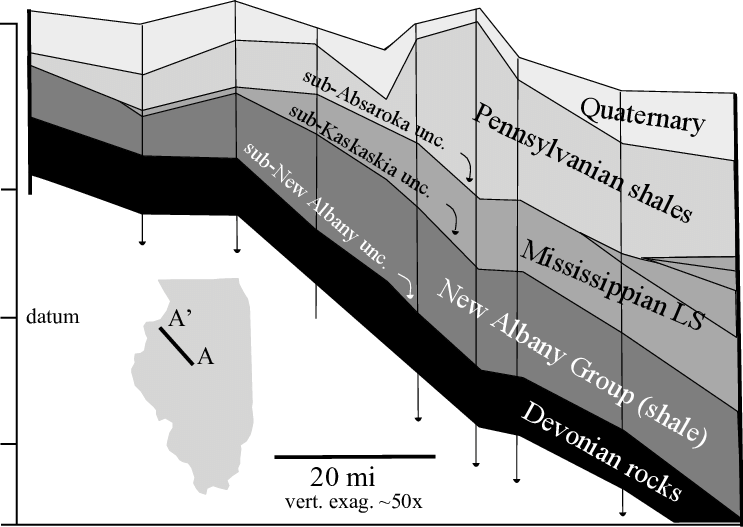 Quaternary
sub-Absaroka unc.
Pennsylvanian shales
sub-Kaskaskia unc.
sub-New Albany unc.
Mississippian LS
datum
A’
A
New Albany Group (shale)
Devonian rocks
20 mi
vert. exag. ~50x